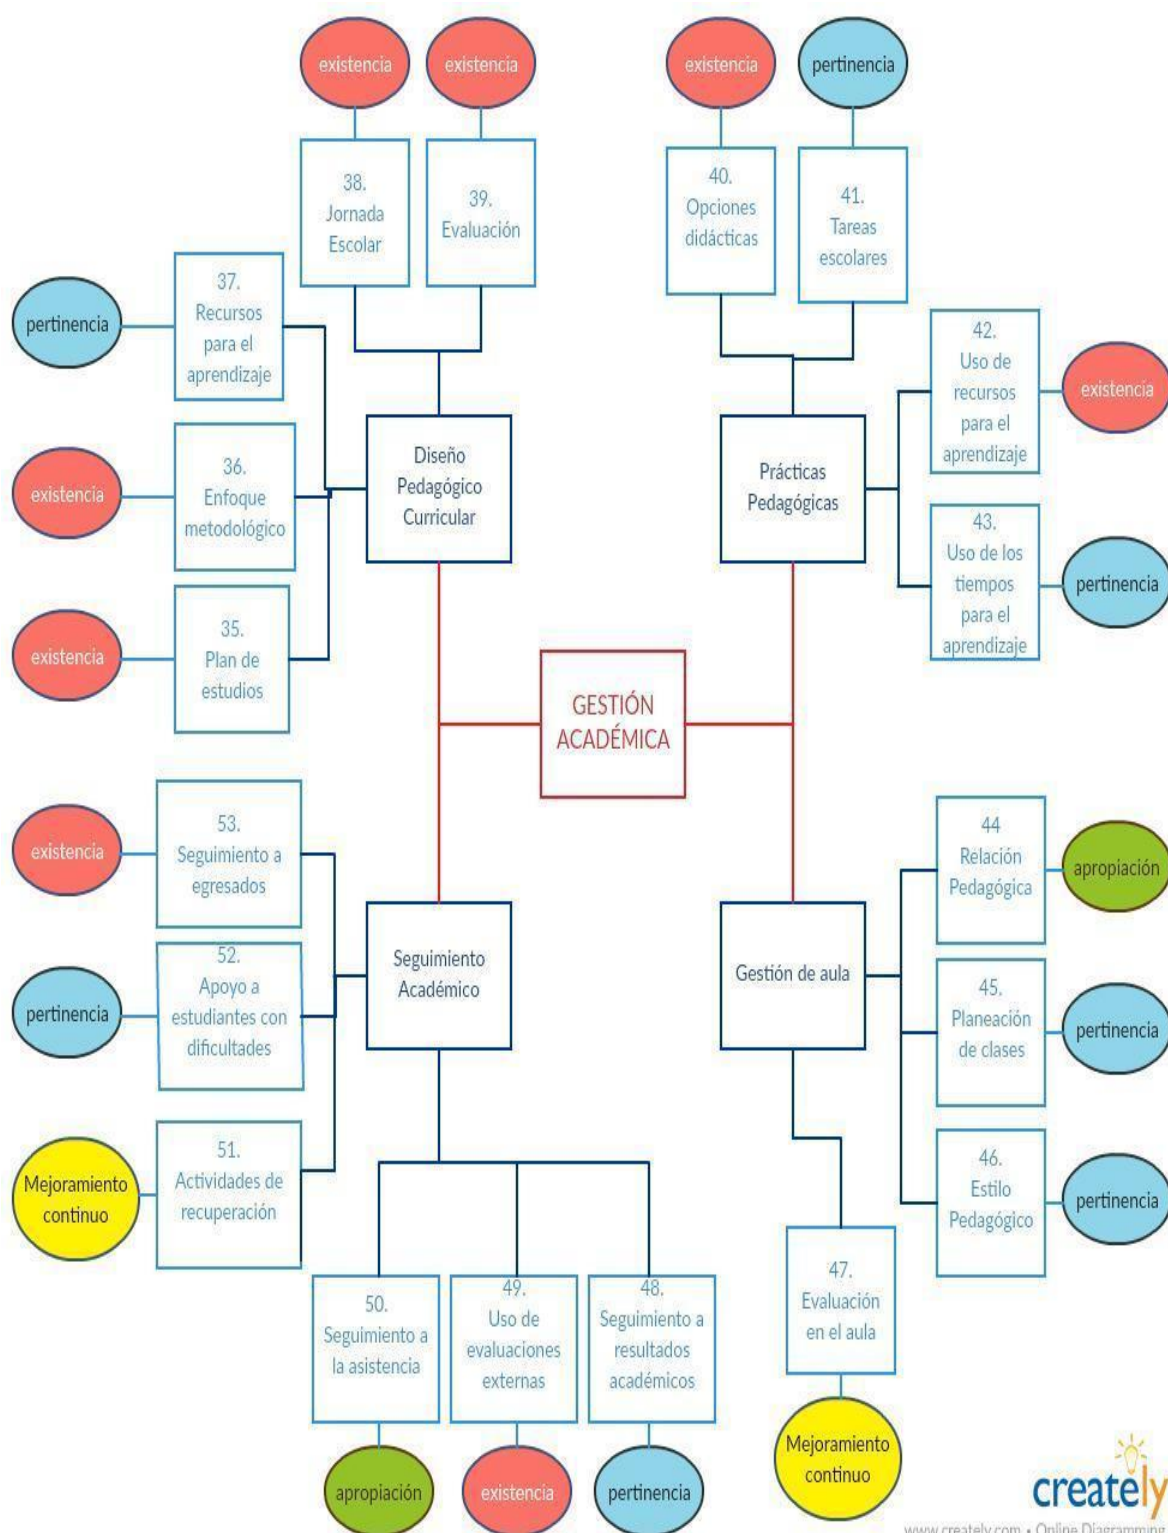 existencia
existencia
existencia
pertinencia
38.
Jornada
Escolar
39.
Evaluación
40.
Opciones
didácticas
41.
Tareas
escolares
pertinencia
37.
Recursos
para el
aprendizaje
42.
Uso de
recursos
para el
aprendizaje
existencia
existencia
36.
Enfoque
metodológico
Diseño
Pedagógico
Curricular
Prácticas
Pedagógicas
43.
Uso de los
tiempos
para el
aprendizaje
pertinencia
existencia
35.
Plan de
estudios
GESTIÓN
ACADÉMICA
existencia
53.
Seguimiento a
egresados
44
Relación
Pedagógica
apropiación
pertinencia
52.
Apoyo a
estudiantes con
dificultades
Seguimiento
Académico
Gestión de aula
45.
Planeación
de clases
pertinencia
Mejoramiento
continuo
51.
Actividades de
recuperación
46.
Estilo
Pedagógico
pertinencia
50.
Seguimiento a
la asistencia
49.
Uso de
evaluaciones
externas
48.
Seguimiento a
resultados
académicos
47.
Evaluación
en el aula
apropiación
existencia
pertinencia
Mejoramiento
continuo
creately
www.creately.com • Online Diagramming